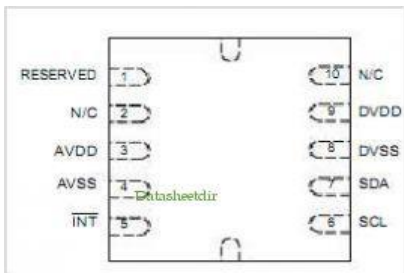 RESERVED 1 10 N/C
N/C 2 9 DVDD
AVDD 3 8 DVSS
AVSS 4 7 SDA
Datasheetdir
INT 5 6 SCL